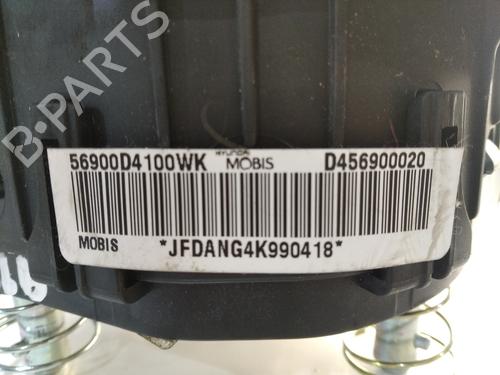 B-PARTS
56900D4100WK HYUNDAI MOBIS D456900020
MOBIS *JFDANG4K990418*